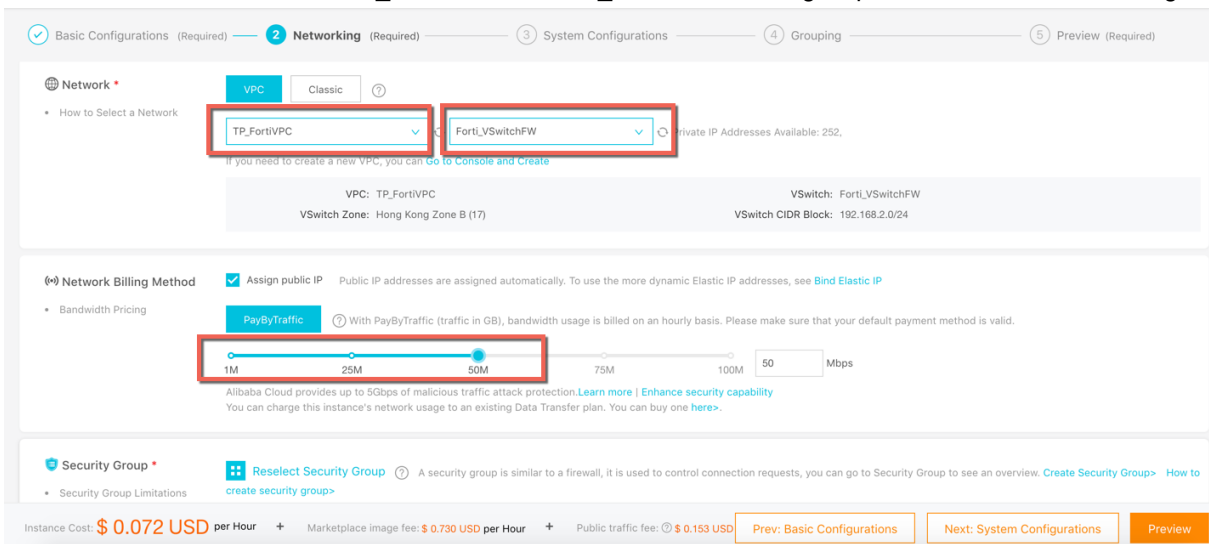 Basic Configurations (Required) 2 Networking (Required) 3 System Configurations 4 Grouping 5 Preview (Required)
Network *
VPC Classic ?
• How to Select a Network
TP_FortiVPC Forti_VSwitchFW Private IP Addresses Available: 252,
If you need to create a new VPC, you can Go to Console and Create
VPC: TP_FortiVPC VSwitch: Forti_VSwitchFW
VSwitch Zone: Hong Kong Zone B (17) VSwitch CIDR Block: 192.168.2.0/24
Network Billing Method Assign public IP Public IP addresses are assigned automatically. To use the more dynamic Elastic IP addresses, see Bind Elastic IP
• Bandwidth Pricing
PayByTraffic ? With PayByTraffic (traffic in GB), bandwidth usage is billed on an hourly basis. Please make sure that your default payment method is valid.
1M 25M 50M 75M 100M 50 Mbps
Alibaba Cloud provides up to 5Gbps of malicious traffic attack protection.Learn more | Enhance security capability
You can charge this instance's network usage to an existing Data Transfer plan. You can buy one here>.
Security Group *
Reselect Security Group ? A security group is similar to a firewall, it is used to control connection requests, you can go to Security Group to see an overview. Create Security Group> How to
• Security Group Limitations create security group>
Instance Cost: $ 0.072 USD per Hour + Marketplace image fee: $ 0.730 USD per Hour + Public traffic fee: ? $ 0.153 USD Prev: Basic Configurations Next: System Configurations Preview